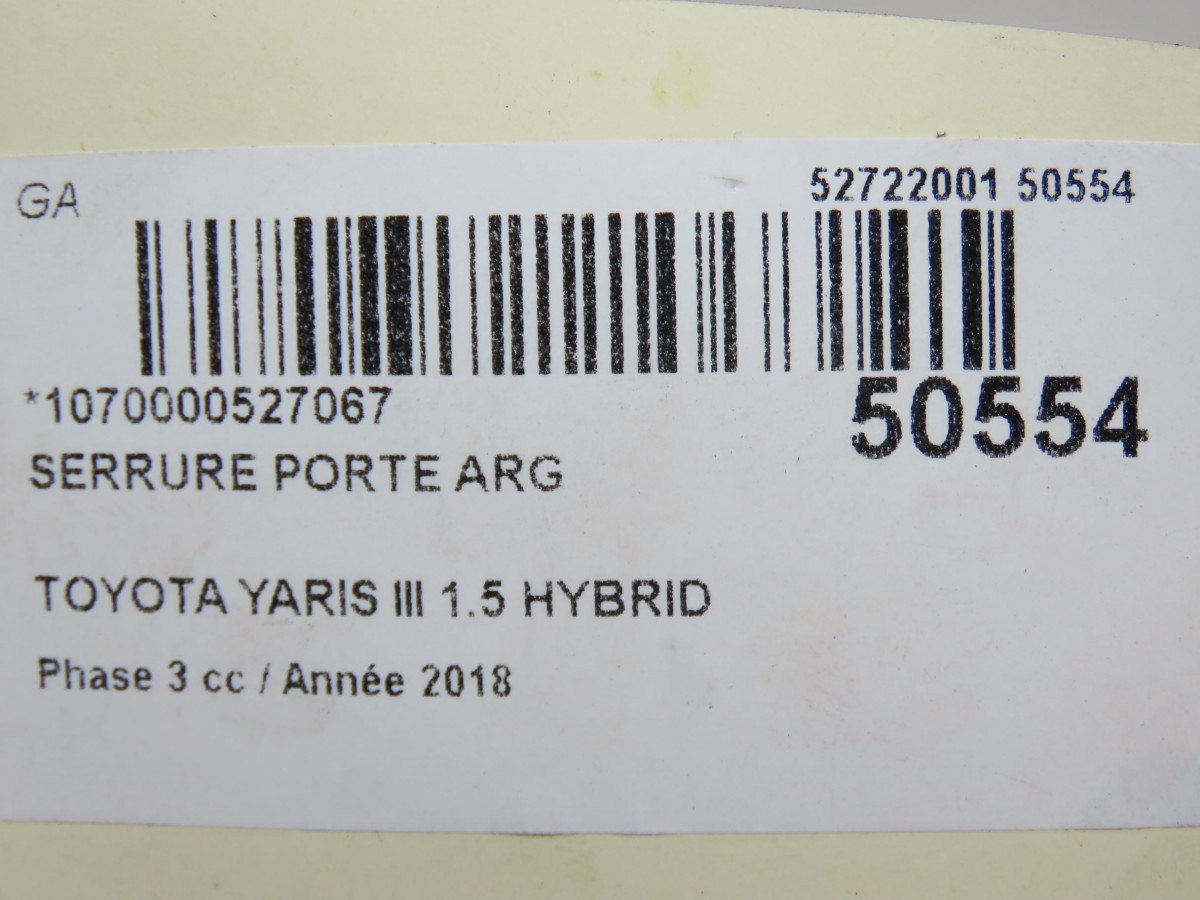 GA
52722001 50554
*1070000527067
50554
SERRURE PORTE ARG
TOYOTA YARIS III 1.5 HYBRID
Phase 3 cc / Année 2018